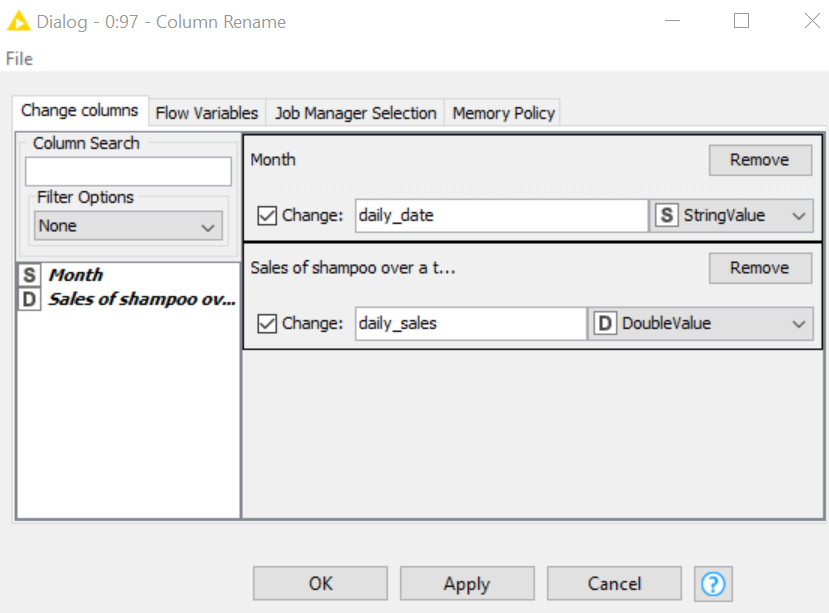 Dialog - 0:97 - Column Rename
File
Change columns Flow Variables Job Manager Selection Memory Policy
Column Search
Filter Options
None
S Month
D Sales of shampoo ov...
Month Remove
Change: daily_date S StringValue
Sales of shampoo over a t... Remove
Change: daily_sales D DoubleValue
OK Apply Cancel ?